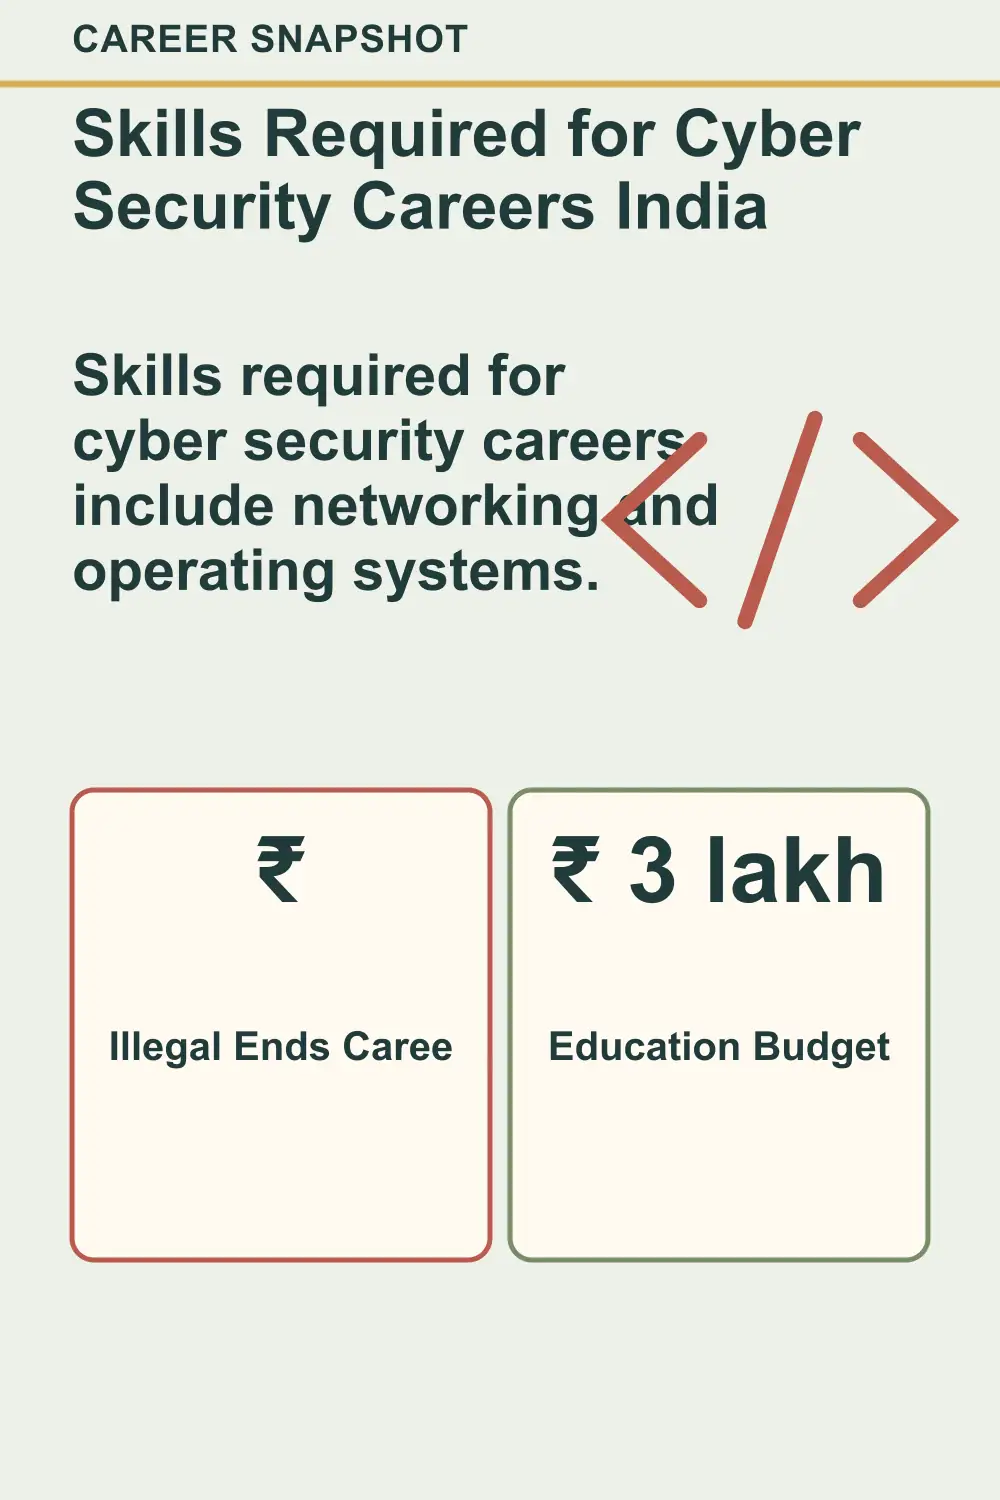 CAREER SNAPSHOT
Skills Required for Cyber
Security Careers India
Skills required for
cyber security careers
include networking and
operating systems.
₹
Illegal Ends Caree
₹ 3 lakh
Education Budget